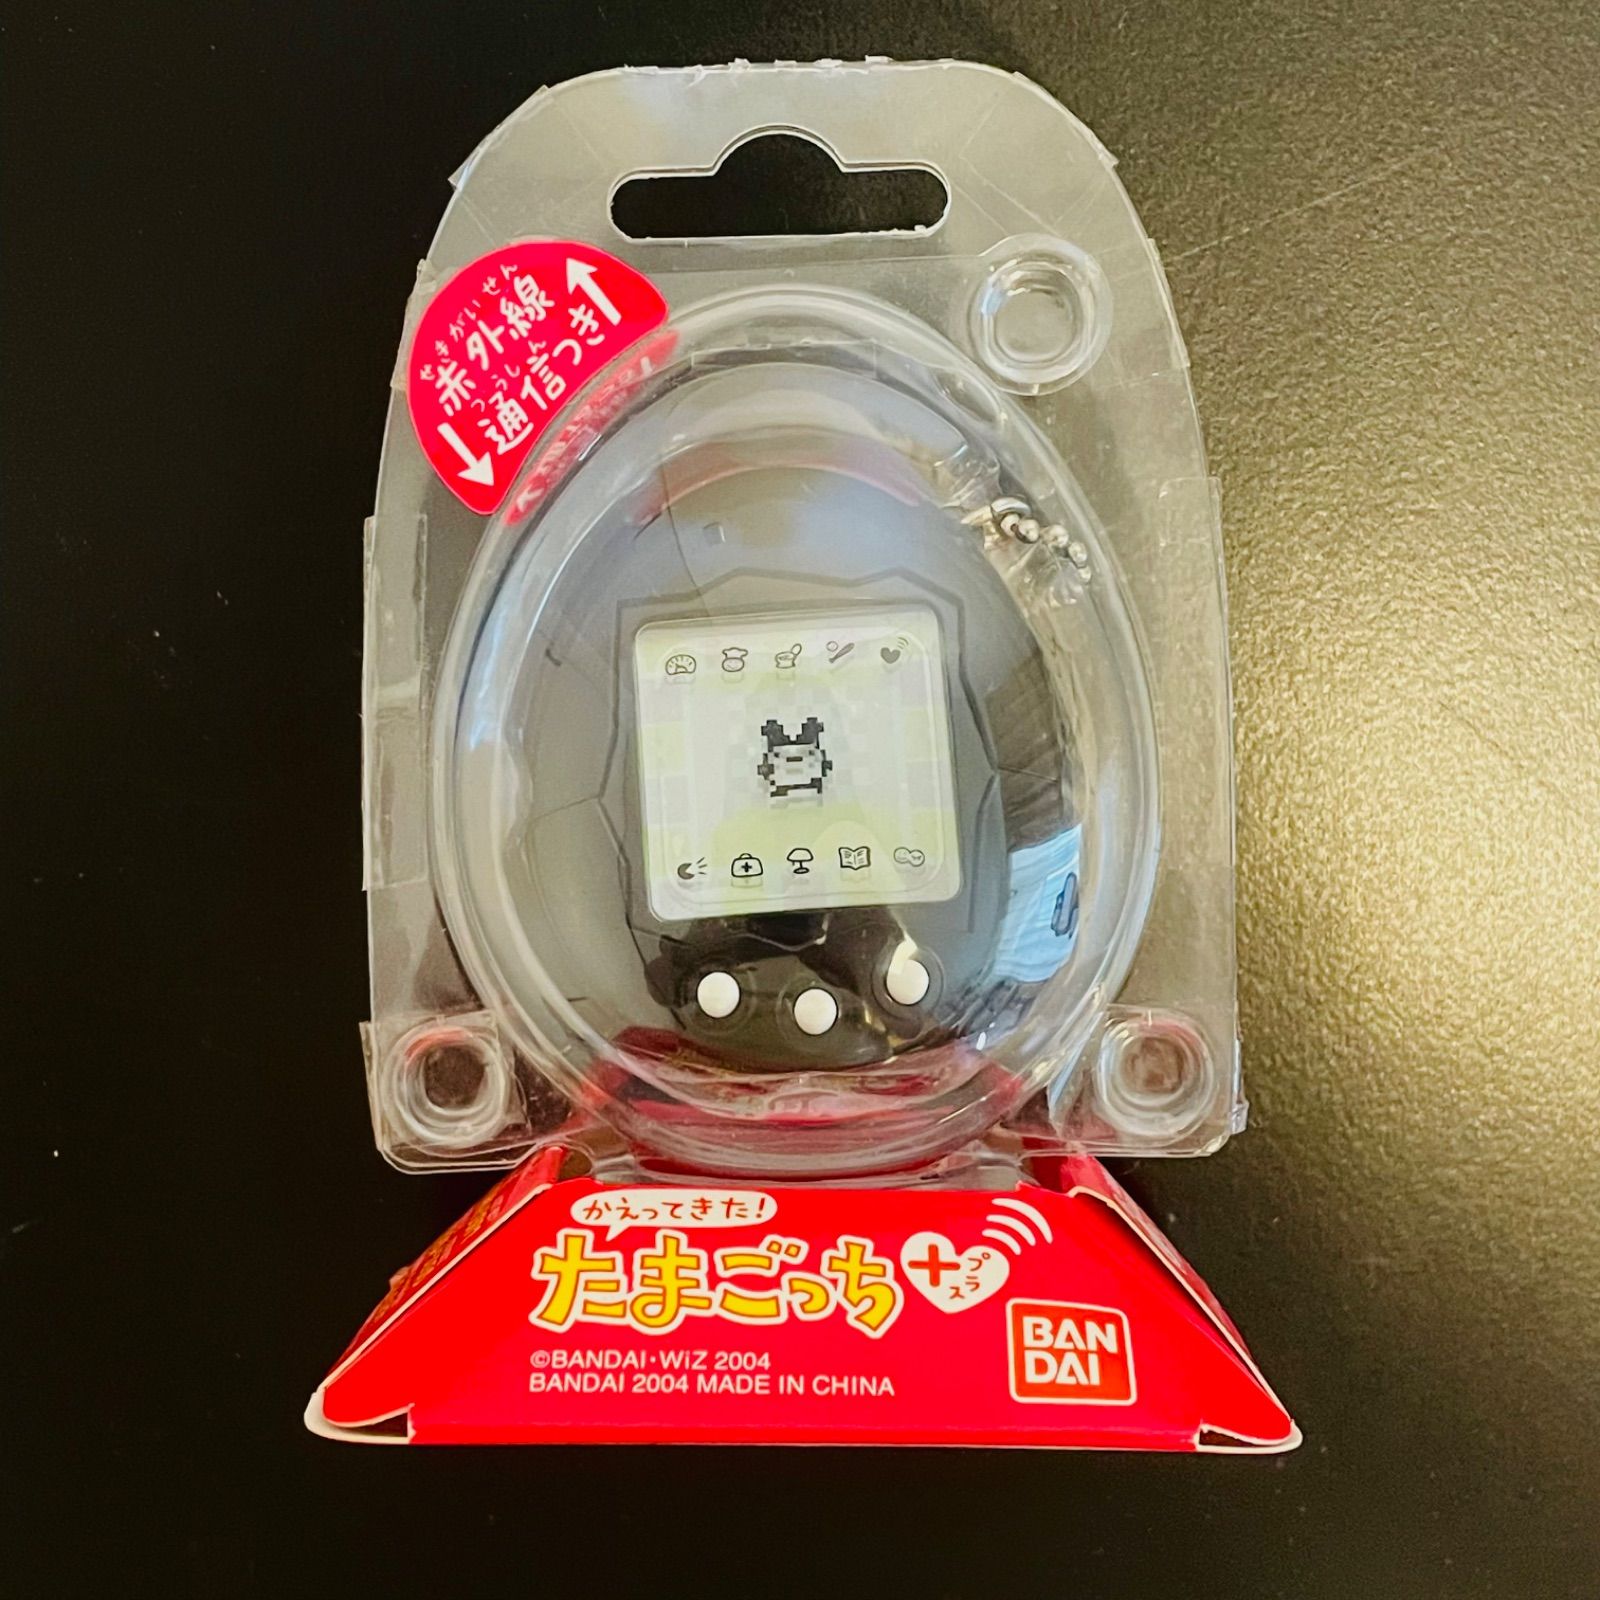 せきがいせん
赤外線
つうしん
通信つき
かえってきた!
たまごっち+
プラス
©BANDAI・WiZ 2004
BANDAI 2004 MADE IN CHINA
BAN
DAI